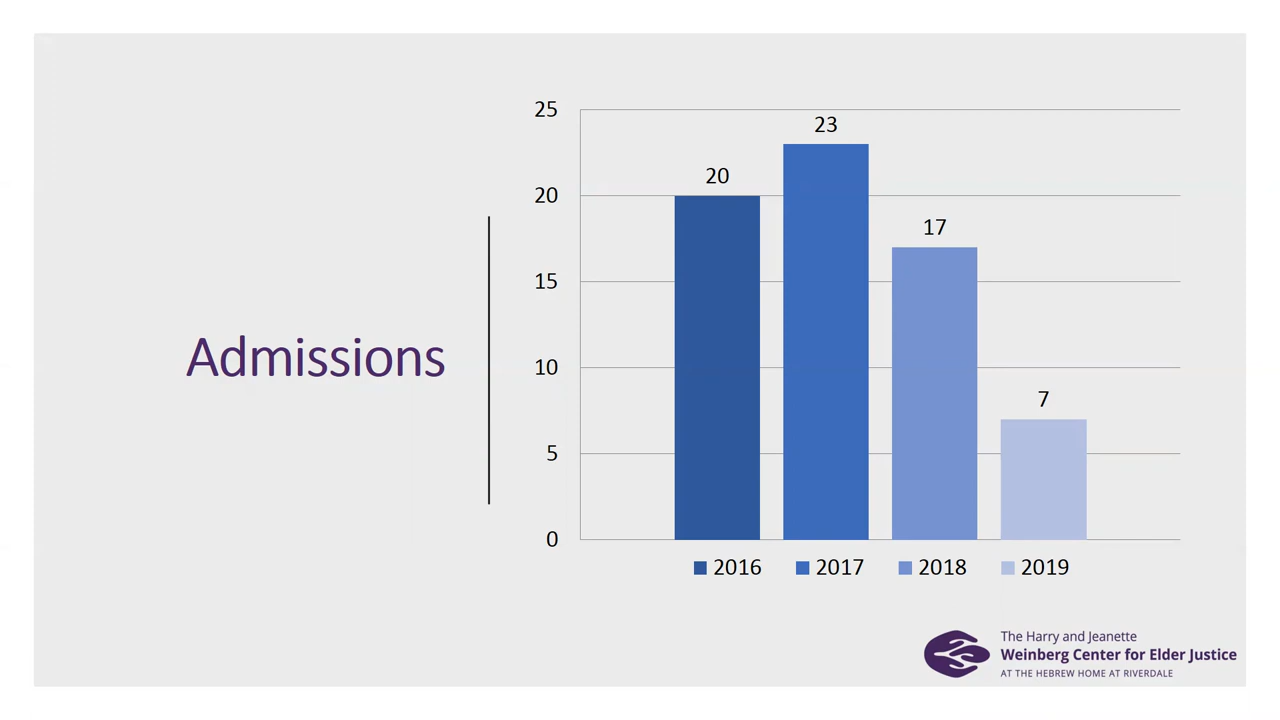 Admissions
25
20
15
10
5
0
20
23
17
7
2016 2017 2018 2019
The Harry and Jeanette
Weinberg Center for Elder Justice
AT THE HEBREW HOME AT RIVERDALE